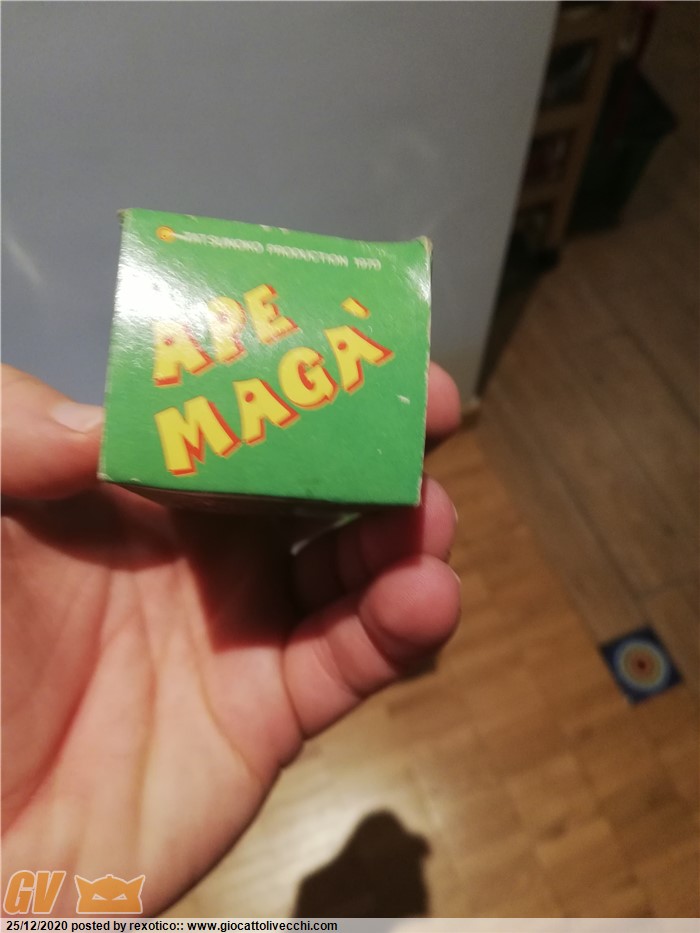 TATSUNOKO PRODUCTION 1970
APE
MAGÀ
GV
25/12/2020 posted by rexotico:: www.giocattolivecchi.com